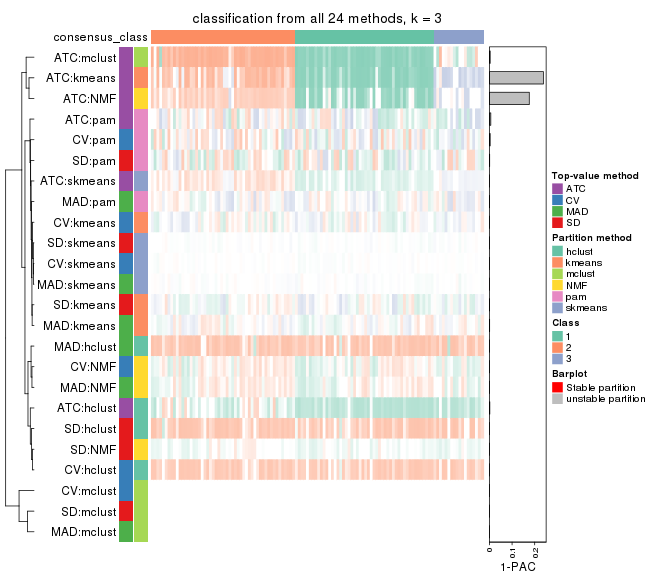 classification from all 24 methods, k = 3
consensus_class
ATC:mclust
ATC:kmeans
ATC:NMF
ATC:pam
CV:pam
SD:pam
ATC:skmeans
MAD:pam
CV:kmeans
SD:skmeans
CV:skmeans
MAD:skmeans
SD:kmeans
MAD:kmeans
MAD:hclust
CV:NMF
MAD:NMF
ATC:hclust
SD:hclust
SD:NMF
CV:hclust
CV:mclust
SD:mclust
MAD:mclust
0
0.1
0.2
1-PAC
Top-value method
ATC
CV
MAD
SD
Partition method
hclust
kmeans
mclust
NMF
pam
skmeans
Class
1
2
3
Barplot
Stable partition
unstable partition